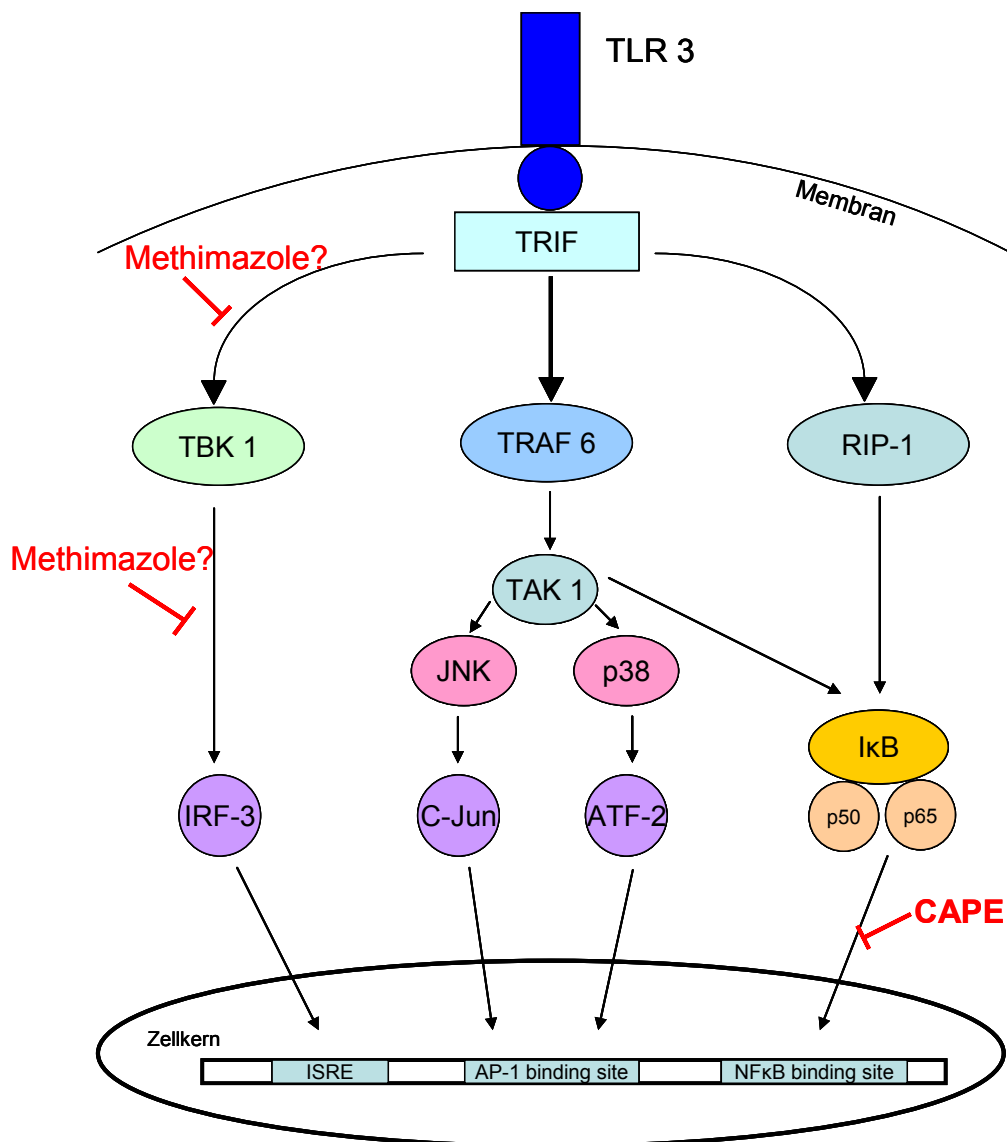 TLR 3
Membran
TRIF
Methimazole?
TBK 1
TRAF 6
RIP-1
Methimazole?
TAK 1
JNK
p38
IκB
IRF-3
C-Jun
ATF-2
p50
p65
CAPE
Zellkern
ISRE
AP-1 binding site
NFκB binding site